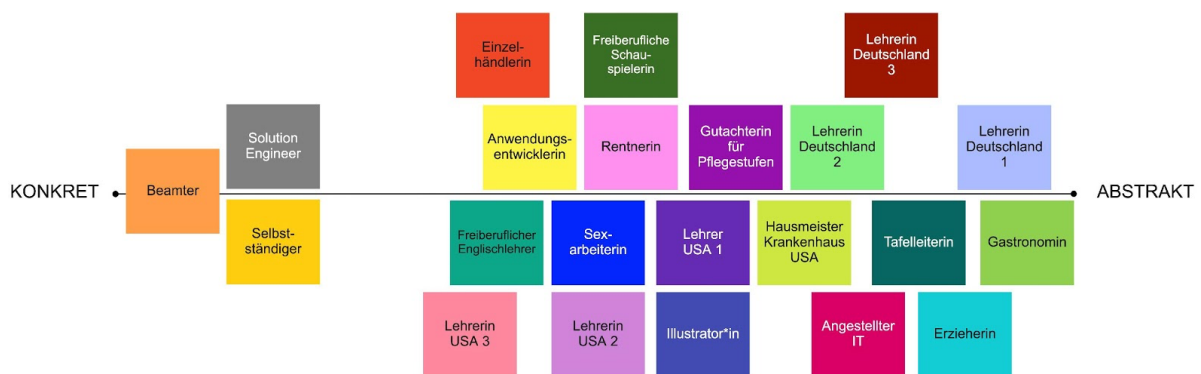 Einzel-
händlerin
Freiberufliche
Schau-
spielerin
Lehrerin
Deutschland
3
Solution
Engineer
Anwendungs-
entwicklerin
Rentnerin
Gutachterin
für
Pflegestufen
Lehrerin
Deutschland
2
Lehrerin
Deutschland
1
KONKRET
Beamter
ABSTRAKT
Selbst-
ständiger
Freiberuflicher
Englischlehrer
Sex-
arbeiterin
Lehrer
USA 1
Hausmeister
Krankenhaus
USA
Tafelleiterin
Gastronomin
Lehrerin
USA 3
Lehrerin
USA 2
Illustrator*in
Angestellter
IT
Erzieherin